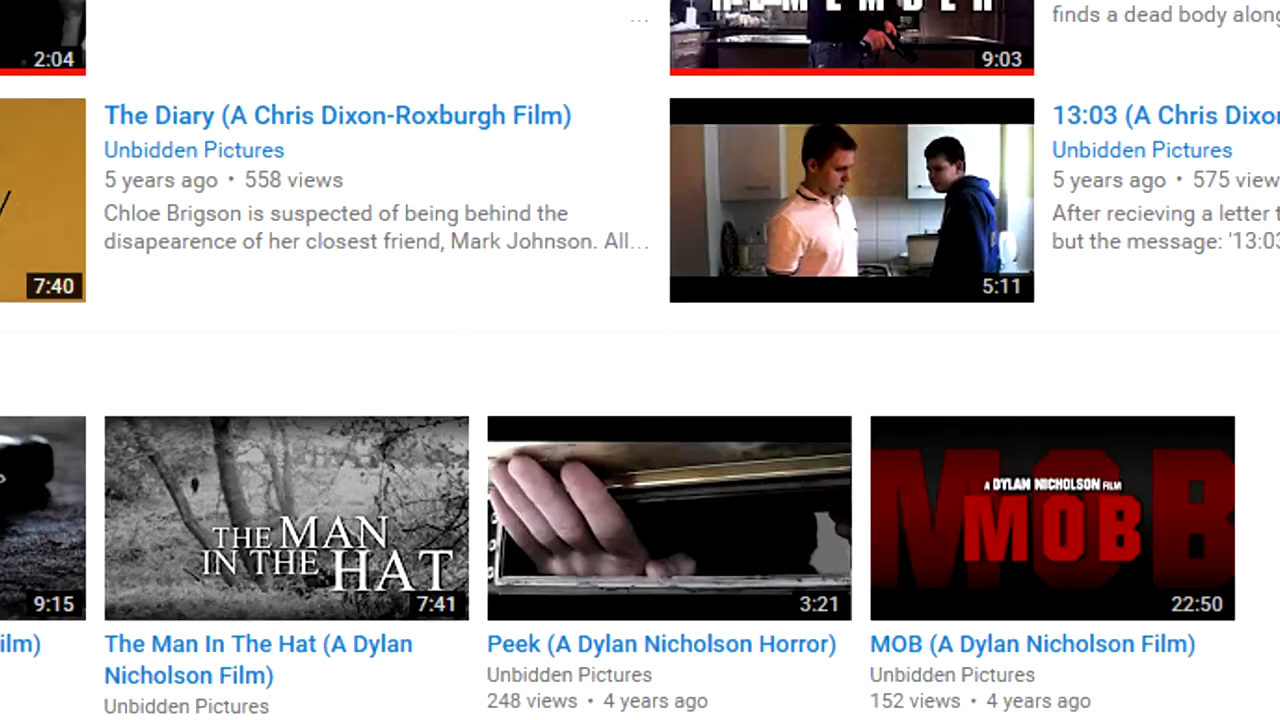 ...
finds a dead body along
2:04
9:03
The Diary (A Chris Dixon-Roxburgh Film)
Unbidden Pictures
5 years ago • 558 views
Chloe Brigson is suspected of being behind the
disapearence of her closest friend, Mark Johnson. All...
7:40
5:11
13:03 (A Chris
Unbidden Pictures
5 years ago • 575
After recieving a letter
but the message: '13:03
9:15
THE MAN
IN THE HAT
7:41
3:21
A DYLAN NICHOLSON FILM
MOB
MOB
22:50
The Man In The Hat (A Dylan
Nicholson Film)
Unbidden Pictures
Peek (A Dylan Nicholson Horror)
Unbidden Pictures
248 views • 4 years ago
MOB (A Dylan Nicholson Film)
Unbidden Pictures
152 views • 4 years ago